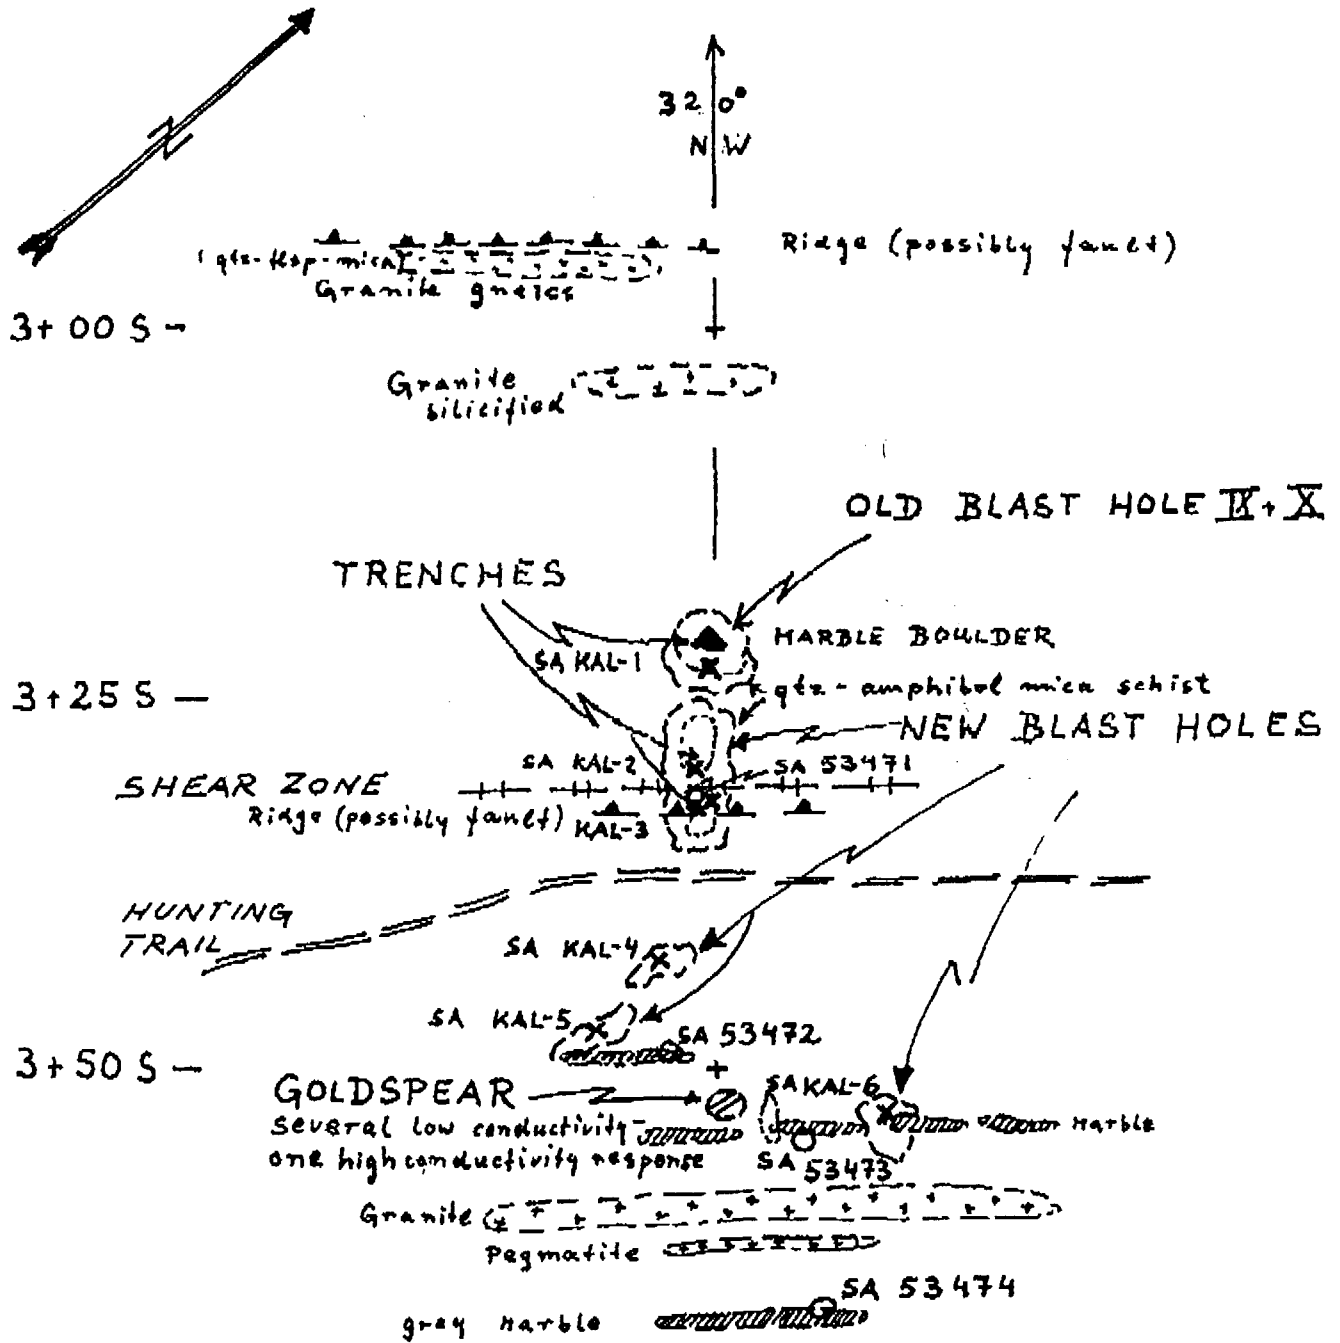 N
320°
NW
Ridge (possibly fault)
(qtz-fksp-mica)
Granite gneiss
3+00 S -
Granite
silicified
OLD BLAST HOLE IX+X
TRENCHES
MARBLE BOULDER
SA KAL-1
3+25 S -
qtz-amphibol mica schist
NEW BLAST HOLES
SA KAL-2
SA 53471
SHEAR ZONE
Ridge (possibly fault)
KAL-3
HUNTING
TRAIL
SA KAL-4
SA KAL-5
SA 53472
3+50 S -
GOLDSPEAR
SA KAL-6
several low conductivity-
Marble
one high conductivity response
SA 53473
Granite
Pegmatite
SA 53474
gray Marble